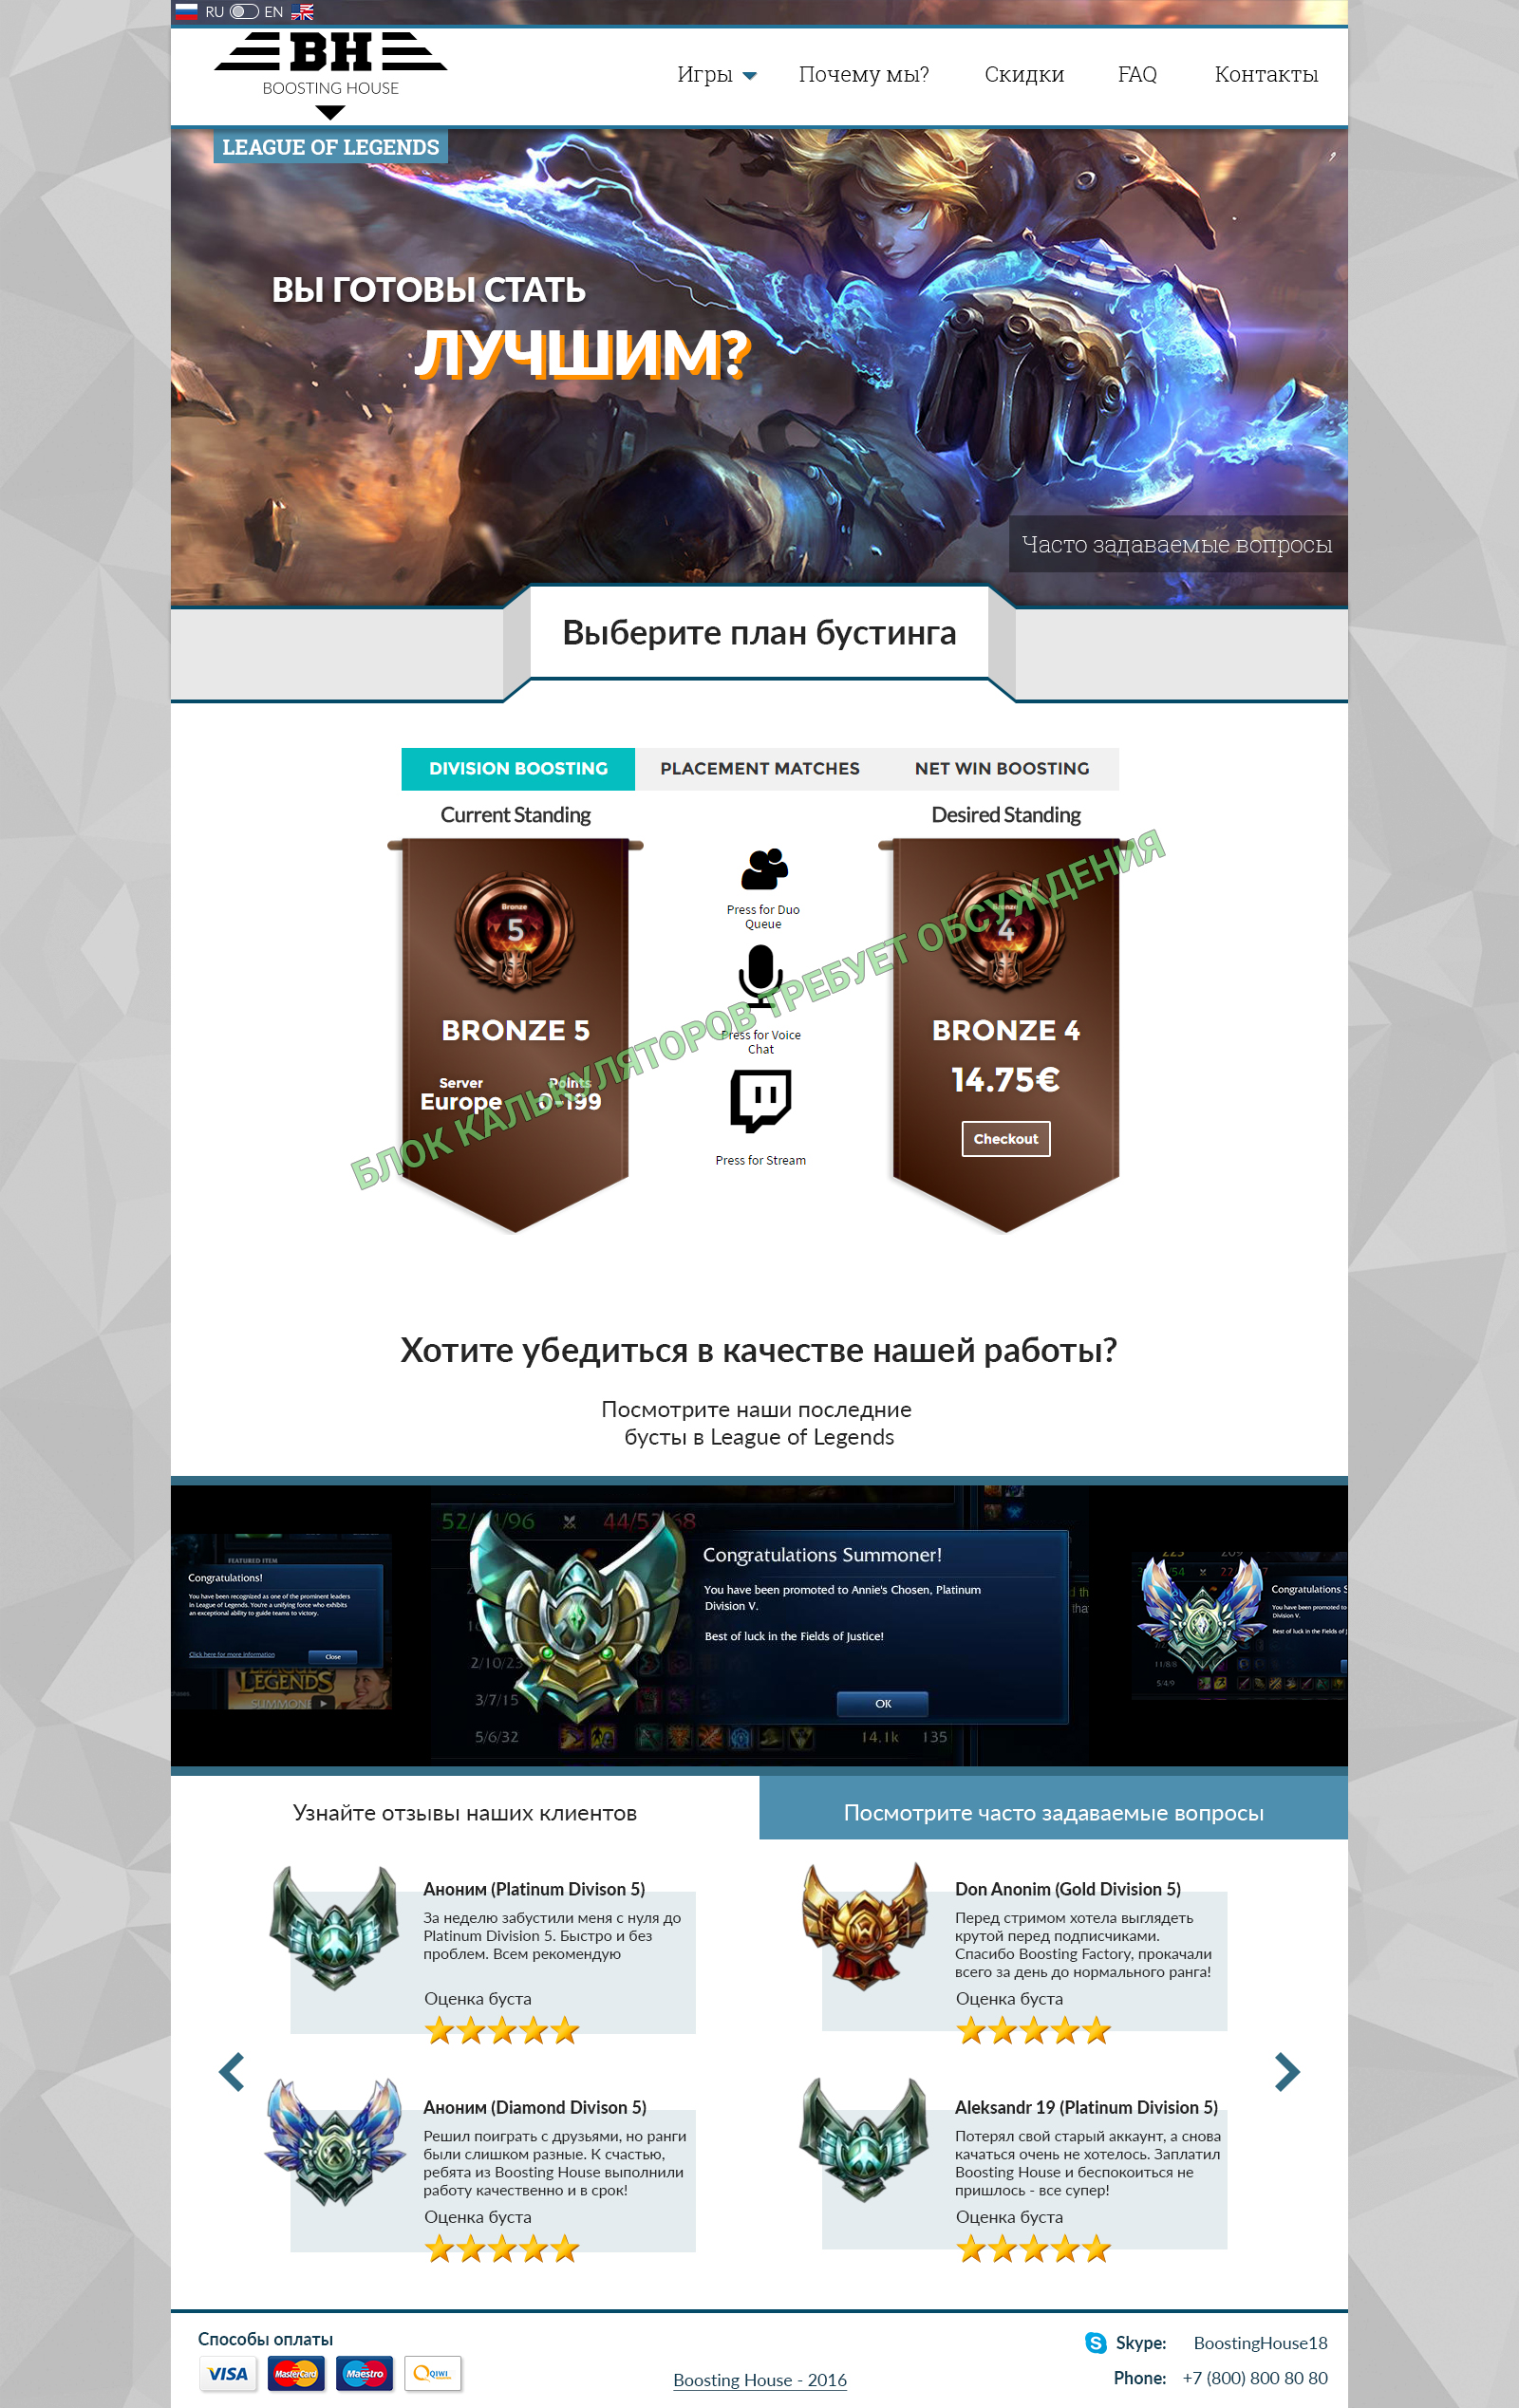 RU EN
BH
BOOSTING HOUSE
Игры
Почему мы?
Скидки
FAQ
Контакты
LEAGUE OF LEGENDS
ВЫ ГОТОВЫ СТАТЬ
ЛУЧШИМ?
Часто задаваемые вопросы
Выберите план бустинга
DIVISION BOOSTING
PLACEMENT MATCHES
NET WIN BOOSTING
Current Standing
Desired Standing
Bronze
5
BRONZE 5
Server
Europe
Points
0-199
Press for Duo
Queue
Press for Voice
Chat
Press for Stream
Bronze
4
BRONZE 4
14.75€
Checkout
БЛОК КАЛЬКУЛЯТОРОВ ТРЕБУЕТ ОБСУЖДЕНИЯ
Хотите убедиться в качестве нашей работы?
Посмотрите наши последние
бусты в League of Legends
FEATURED ITEM
Congratulations!
You have been recognized as one of the prominent leaders
in League of Legends. You're a unifying force who exhibits
an exceptional ability to guide teams to victory.
Click here for more information
Close
LEGENDS
SUMMONE
Congratulations Summoner!
You have been promoted to Annie's Chosen, Platinum
Division V.
Best of luck in the Fields of Justice!
OK
2/10/23
3/7/15
5/6/32
14.1k
135
Congratulations S
You have been promoted to
Division V.
Best of luck in the Fields of J
Узнайте отзывы наших клиентов
Посмотрите часто задаваемые вопросы
Аноним (Platinum Divison 5)
За неделю забустили меня с нуля до
Platinum Division 5. Быстро и без
проблем. Всем рекомендую
Оценка буста
Don Anonim (Gold Division 5)
Перед стримом хотела выглядеть
крутой перед подписчиками.
Спасибо Boosting Factory, прокачали
всего за день до нормального ранга!
Оценка буста
Аноним (Diamond Divison 5)
Решил поиграть с друзьями, но ранги
были слишком разные. К счастью,
ребята из Boosting House выполнили
работу качественно и в срок!
Оценка буста
Aleksandr 19 (Platinum Division 5)
Потерял свой старый аккаунт, а снова
качаться очень не хотелось. Заплатил
Boosting House и беспокоиться не
пришлось - все супер!
Оценка буста
Способы оплаты
VISA
MasterCard
Maestro
QIWI
Boosting House - 2016
Skype: BoostingHouse18
Phone: +7 (800) 800 80 80